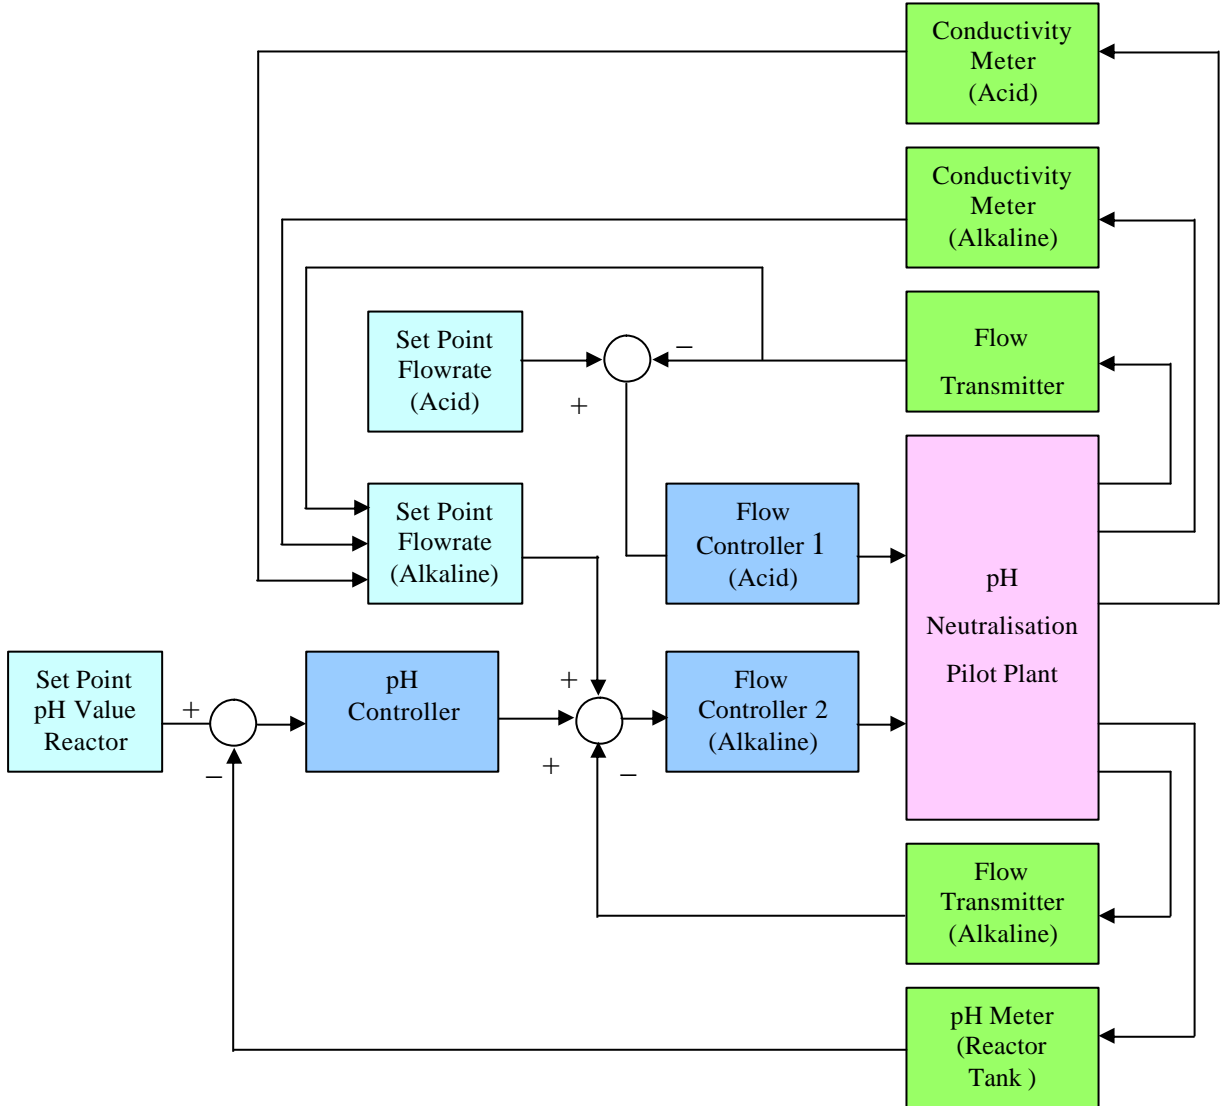 Conductivity
Meter
(Acid)
Conductivity
Meter
(Alkaline)
Set Point
Flowrate
(Acid)
−
+
Flow
Transmitter
Set Point
Flowrate
(Alkaline)
Flow
Controller 1
(Acid)
pH
Neutralisation
Pilot Plant
Set Point
pH Value
Reactor
+
−
pH
Controller
+
+
−
Flow
Controller 2
(Alkaline)
Flow
Transmitter
(Alkaline)
pH Meter
(Reactor
Tank )